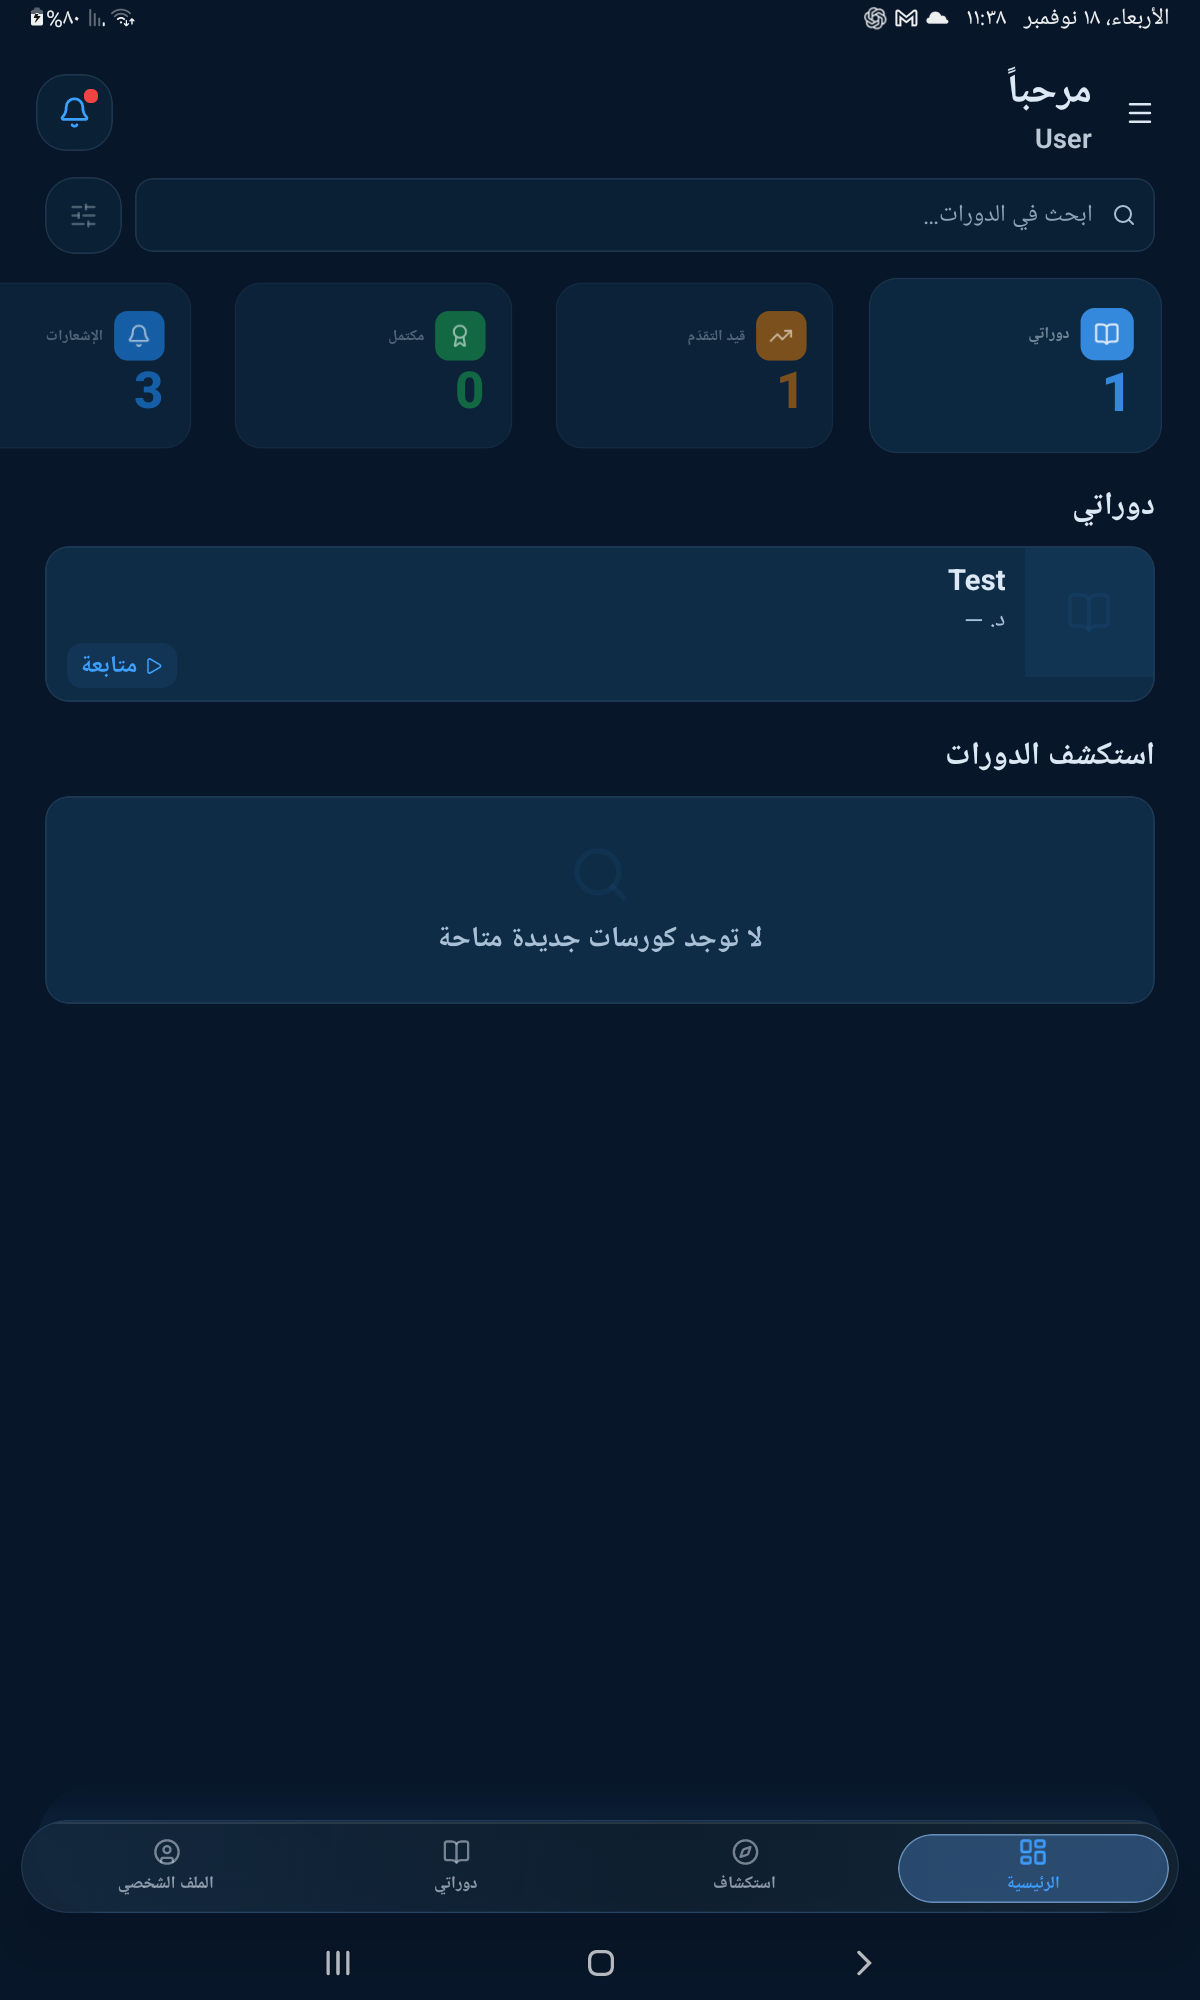 الأربعاء، ١٨ نوفمبر ١١:٣٨ ٨٠%
مرحباً
User
ابحث في الدورات...
دوراتي
1
قيد التقدّم
1
مكتمل
0
الإشعارات
3
دوراتي
Test
د. —
متابعة
استكشف الدورات
لا توجد كورسات جديدة متاحة
الرئيسية
استكشاف
دوراتي
الملف الشخصي